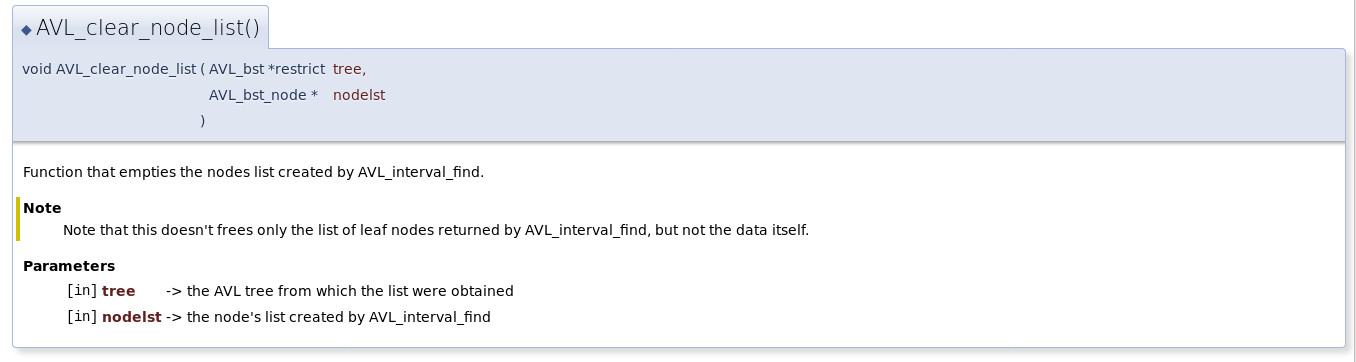 ◆ AVL_clear_node_list()
void AVL_clear_node_list ( AVL_bst *restrict tree,
AVL_bst_node * nodelst
)
Function that empties the nodes list created by AVL_interval_find.
Note
Note that this doesn't frees only the list of leaf nodes returned by AVL_interval_find, but not the data itself.
Parameters
[in] tree -> the AVL tree from which the list were obtained
[in] nodelst -> the node's list created by AVL_interval_find